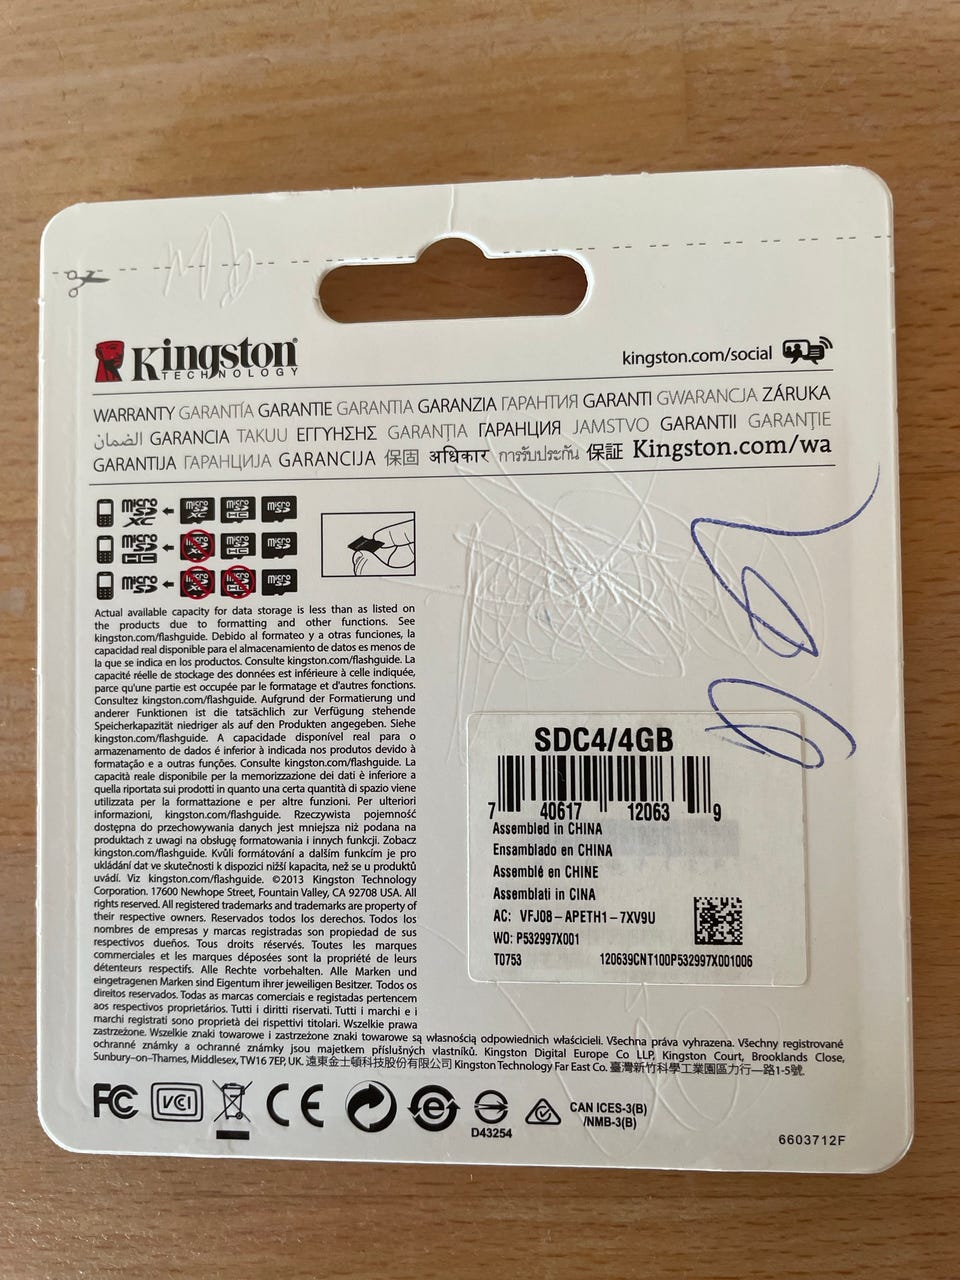 Kingston
TECHNOLOGY
kingston.com/social
WARRANTY GARANTÍA GARANTIE GARANTIA GARANZIA ГАРАНТИЯ GARANTI GWARANCJA ZÁRUKA
الضمان GARANCIA TAKUU ΕΓΓΥΗΣΗΣ GARANŢIA ГАРАНЦИЯ JAMSTVO GARANTII GARANŢIE
GARANTIJA ГАРАНЦИЈА GARANCIJA 保固 अधिकार การรับประกัน 保証 Kingston.com/wa
micro SD XC micro SD XC micro SD HC micro SD
micro SD HC micro SD HC micro SD
micro SD micro SD
Actual available capacity for data storage is less than as listed on
the products due to formatting and other functions. See
kingston.com/flashguide. Debido al formateo y a otras funciones, la
capacidad real disponible para el almacenamiento de datos es menos de
la que se indica en los productos. Consulte kingston.com/flashguide. La
capacité réelle de stockage des données est inférieure à celle indiquée,
parce qu'une partie est occupée par le formatage et d'autres fonctions.
Consultez kingston.com/flashguide. Aufgrund der Formatierung und
anderer Funktionen ist die tatsächlich zur Verfügung stehende
Speicherkapazität niedriger als auf den Produkten angegeben. Siehe
kingston.com/flashguide. A capacidade disponível real para o
armazenamento de dados é inferior à indicada nos produtos devido à
formatação e a outras funções. Consulte kingston.com/flashguide. La
capacità reale disponibile per la memorizzazione dei dati è inferiore a
quella riportata sui prodotti in quanto una certa quantità di spazio viene
utilizzata per la formattazione e per altre funzioni. Per ulteriori
informazioni, kingston.com/flashguide. Rzeczywista pojemność
dostępna do przechowywania danych jest mniejsza niż podana na
produktach z uwagi na obsługę formatowania i innych funkcji. Zobacz
kingston.com/flashguide. Kvůli formátování a dalším funkcím je pro
ukládání dat ve skutečnosti k dispozici nižší kapacita, než se u produktů
uvádí. Viz kingston.com/flashguide. ©2013 Kingston Technology
Corporation. 17600 Newhope Street, Fountain Valley, CA 92708 USA. All
rights reserved. All registered trademarks and trademarks are property of
their respective owners. Reservados todos los derechos. Todos los
nombres de empresas y marcas registradas son propiedad de sus
respectivos dueños. Tous droits réservés. Toutes les marques
commerciales et les marques déposées sont la propriété de leurs
détenteurs respectifs. Alle Rechte vorbehalten. Alle Marken und
eingetragenen Marken sind Eigentum ihrer jeweiligen Besitzer. Todos os
direitos reservados. Todas as marcas comerciais e registadas pertencem
aos respectivos proprietários. Tutti i diritti riservati. Tutti i marchi e i
marchi registrati sono proprietà dei rispettivi titolari. Wszelkie prawa
zastrzeżone. Wszelkie znaki towarowe i zastrzeżone znaki towarowe są własnością odpowiednich właścicieli. Všechna práva vyhrazena. Všechny registrované
ochranné známky a ochranné známky jsou majetkem příslušných vlastníků. Kingston Digital Europe Co LLP, Kingston Court, Brooklands Close,
Sunbury-on-Thames, Middlesex, TW16 7EP, UK. 遠東金士頓科技股份有限公司 Kingston Technology Far East Co. 臺灣新竹科學工業園區力行一路1-5號.
SDC4/4GB
7 40617 12063 9
Assembled in CHINA
Ensamblado en CHINA
Assemblé en CHINE
Assemblati in CINA
AC: VFJ08-APETH1-7XV9U
WO: P532997X001
T0753 120639CNT100P532997X001006
FC VCI CE e D43254 CAN ICES-3(B)
/NMB-3(B)
6603712F